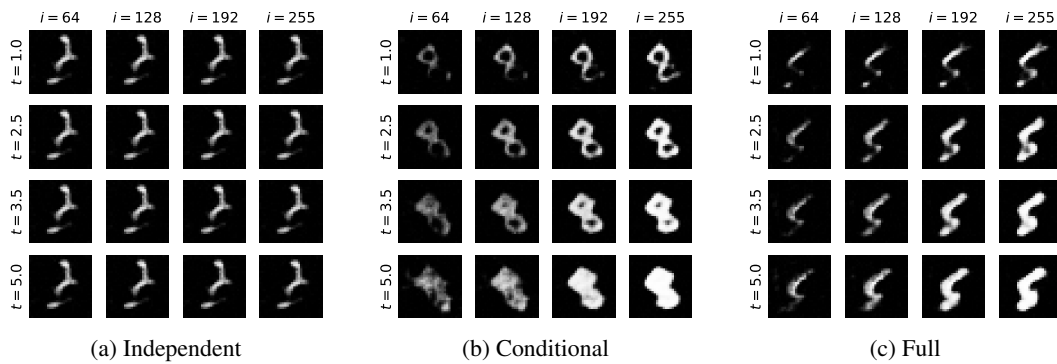 i = 64 i = 128 i = 192 i = 255 i = 64 i = 128 i = 192 i = 255 i = 64 i = 128 i = 192 i = 255
t = 1.0 t = 1.0 t = 1.0
t = 2.5 t = 2.5 t = 2.5
t = 3.5 t = 3.5 t = 3.5
t = 5.0 t = 5.0 t = 5.0
(a) Independent (b) Conditional (c) Full